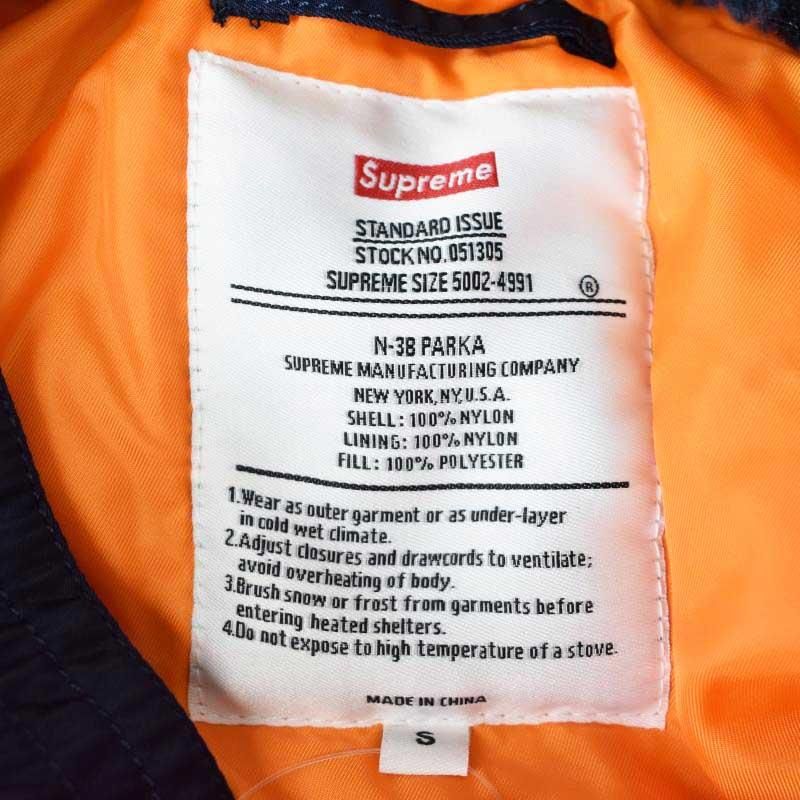 Supreme
STANDARD ISSUE
STOCK NO. 051305
SUPREME SIZE 5002-4991 ®
N-3B PARKA
SUPREME MANUFACTURING COMPANY
NEW YORK, NY, U.S.A.
SHELL: 100% NYLON
LINING: 100% NYLON
FILL: 100% POLYESTER
1.Wear as outer garment or as under-layer
in cold wet climate.
2.Adjust closures and drawcords to ventilate;
avoid overheating of body.
3.Brush snow or frost from garments before
entering heated shelters.
4.Do not expose to high temperature of a stove.
MADE IN CHINA
S